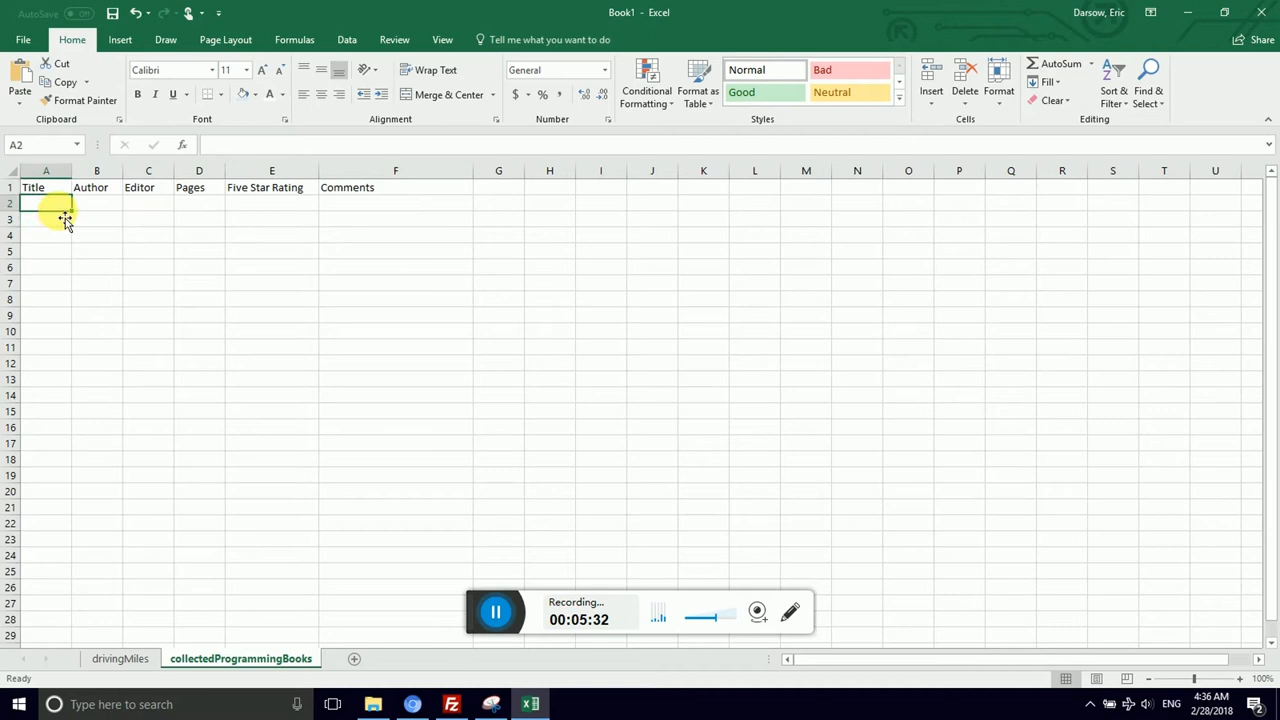 AutoSave Off
Book1 - Excel
Darsow, Eric
File Home Insert Draw Page Layout Formulas Data Review View Tell me what you want to do Share
Paste
Cut
Copy
Format Painter
Clipboard
Calibri 11
B I U
Font
Wrap Text
Merge & Center
Alignment
General
$ % ,
Number
Conditional Formatting
Format as Table
Normal Bad
Good Neutral
Styles
Insert Delete Format
Cells
AutoSum
Fill
Clear
Sort & Filter
Find & Select
Editing
A2 fx
A B C D E F G H I J K L M N O P Q R S T U
1 Title Author Editor Pages Five Star Rating Comments
2
3
4
5
6
7
8
9
10
11
12
13
14
15
16
17
18
19
20
21
22
23
24
25
26
27
28
29
Recording...
00:05:32
drivingMiles collectedProgrammingBooks
Ready 100%
Type here to search
ENG
4:36 AM
2/28/2018
2